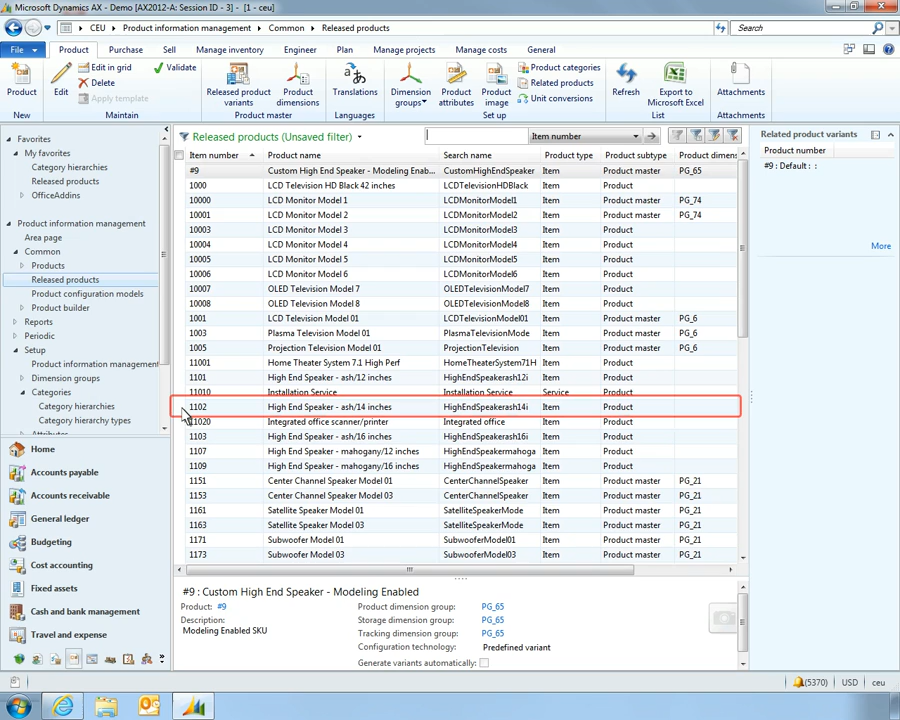 Microsoft Dynamics AX - Demo [AX2012-A: Session ID - 3] - [1 - ceu]
CEU Product information management Common Released products
Search
File Product Purchase Sell Manage inventory Engineer Plan Manage projects Manage costs General
Product
New
Edit
Edit in grid
Delete
Apply template
Validate
Maintain
Released product variants
Product dimensions
Product master
Translations
Languages
Dimension groups
Product attributes
Product image
Product categories
Related products
Unit conversions
Set up
Refresh
Export to Microsoft Excel
List
Attachments
Attachments
Favorites
My favorites
Category hierarchies
Released products
OfficeAddins
Product information management
Area page
Common
Products
Released products
Product configuration models
Product builder
Reports
Periodic
Setup
Product information management
Dimension groups
Categories
Category hierarchies
Category hierarchy types
Home
Accounts payable
Accounts receivable
General ledger
Budgeting
Cost accounting
Fixed assets
Cash and bank management
Travel and expense
Released products (Unsaved filter)
Item number
Item number Product name Search name Product type Product subtype Product dimens
#9 Custom High End Speaker - Modeling Enab... CustomHighEndSpeaker Item Product master PG_65
1000 LCD Television HD Black 42 inches LCDTelevisionHDBlack Item Product
10000 LCD Monitor Model 1 LCDMonitorModel1 Item Product master PG_74
10001 LCD Monitor Model 2 LCDMonitorModel2 Item Product master PG_74
10003 LCD Monitor Model 3 LCDMonitorModel3 Item Product
10004 LCD Monitor Model 4 LCDMonitorModel4 Item Product
10005 LCD Monitor Model 5 LCDMonitorModel5 Item Product
10006 LCD Monitor Model 6 LCDMonitorModel6 Item Product
10007 OLED Television Model 7 OLEDTelevisionModel7 Item Product
10008 OLED Television Model 8 OLEDTelevisionModel8 Item Product
1001 LCD Television Model 01 LCDTelevisionModel01 Item Product master PG_6
1003 Plasma Television Model 01 PlasmaTelevisionMode Item Product master PG_6
1005 Projection Television Model 01 ProjectionTelevision Item Product master PG_6
11001 Home Theater System 7.1 High Perf HomeTheaterSystem71H Item Product
1101 High End Speaker - ash/12 inches HighEndSpeakerash12i Item Product
11010 Installation Service Service Product
1102 High End Speaker - ash/14 inches HighEndSpeakerash14i Item Product
11020 Integrated office scanner/printer Integrated office Item Product
1103 High End Speaker - ash/16 inches HighEndSpeakerash16i Item Product
1107 High End Speaker - mahogany/12 inches HighEndSpeakermahoga Item Product
1109 High End Speaker - mahogany/16 inches HighEndSpeakermahoga Item Product
1151 Center Channel Speaker Model 01 CenterChannelSpeaker Item Product master PG_21
1153 Center Channel Speaker Model 03 CenterChannelSpeaker Item Product master PG_21
1161 Satellite Speaker Model 01 SatelliteSpeakerMode Item Product master PG_21
1163 Satellite Speaker Model 03 SatelliteSpeakerMode Item Product master PG_21
1171 Subwoofer Model 01 SubwooferModel01 Item Product master PG_21
1173 Subwoofer Model 03 SubwooferModel03 Item Product master PG_21
#9 : Custom High End Speaker - Modeling Enabled
Product: #9
Description:
Modeling Enabled SKU
Product dimension group: PG_65
Storage dimension group: PG_65
Tracking dimension group: PG_65
Configuration technology: Predefined variant
Generate variants automatically:
Related product variants
Product number
#9 : Default : :
More
(5370) USD ceu